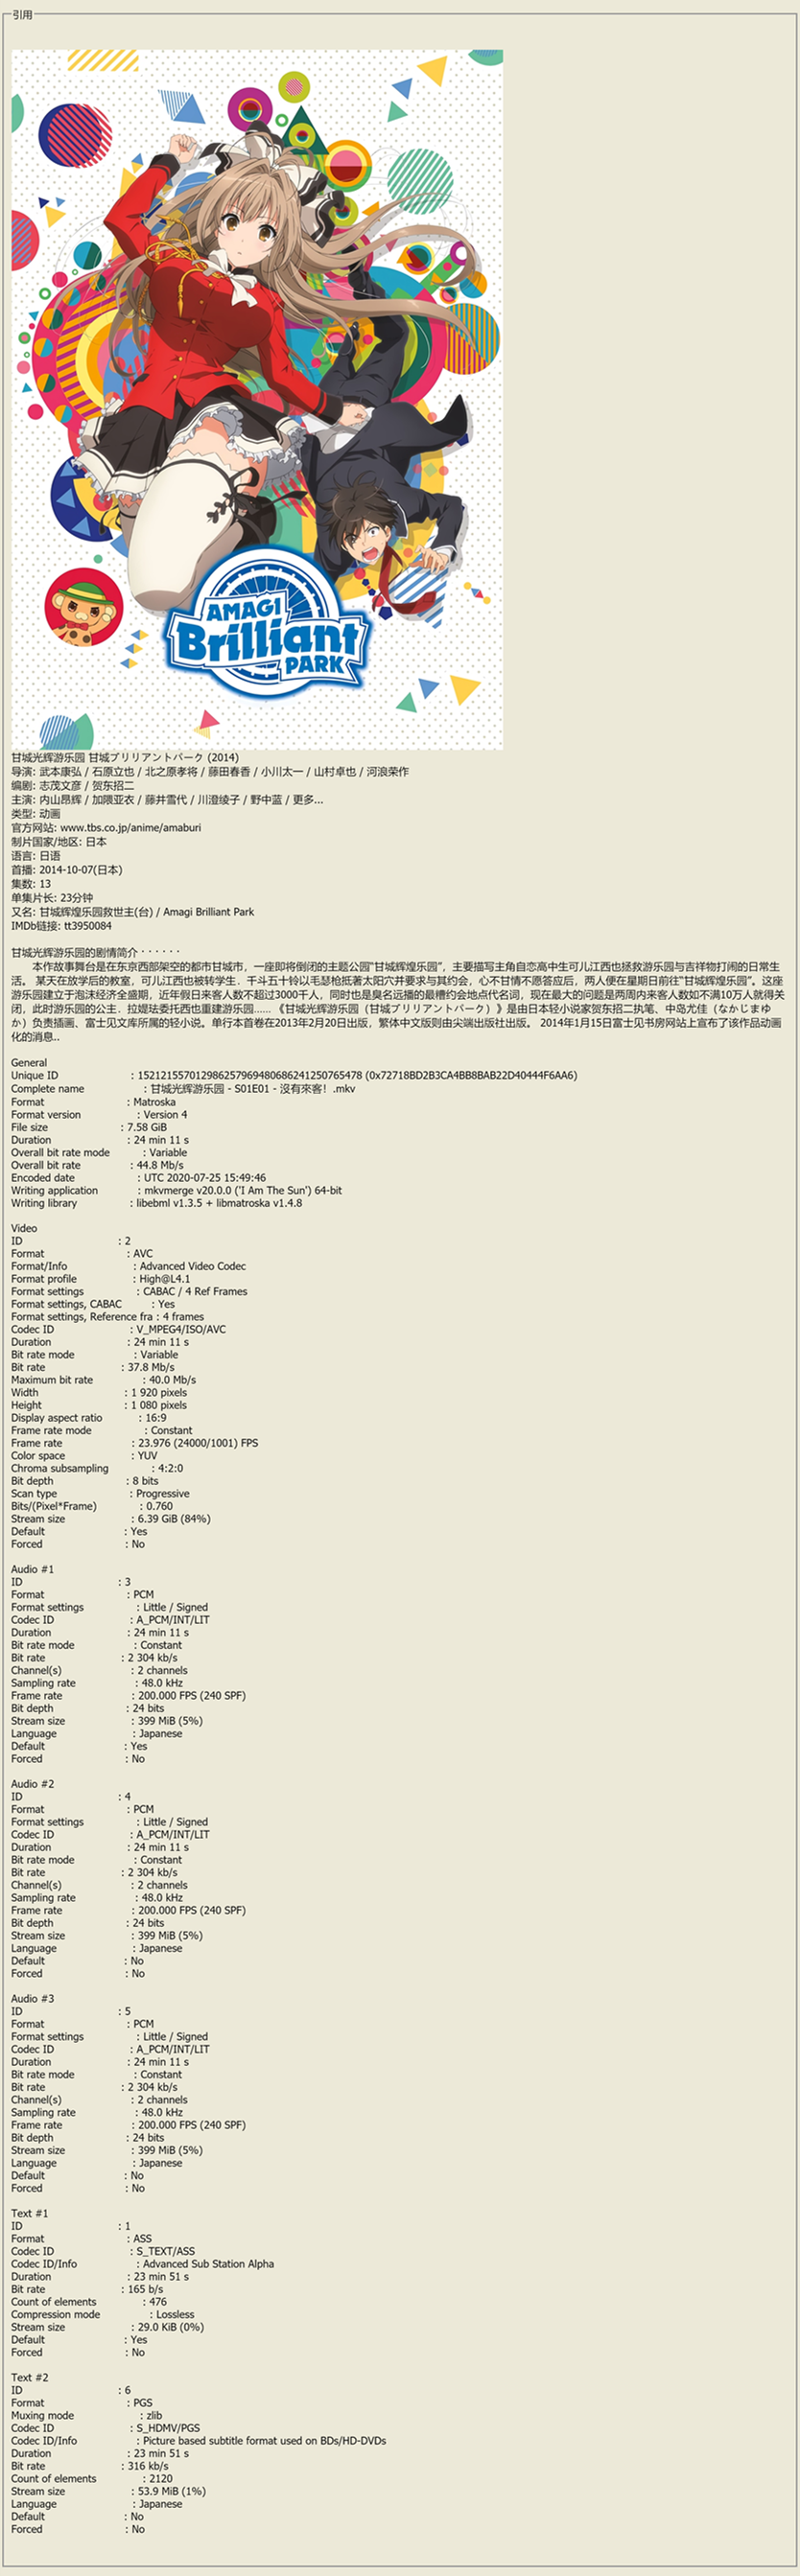 引用
AMAGI
Brilliant
PARK
甘城光辉游乐园 甘城ブリリアントパーク (2014)
导演: 武本康弘 / 石原立也 / 北之原孝将 / 藤田春香 / 小川太一 / 山村卓也 / 河浪荣作
编剧: 志茂文彦 / 贺东招二
主演: 内山昂辉 / 加隈亚衣 / 藤井雪代 / 川澄绫子 / 野中蓝 / 更多...
类型: 动画
官方网站: www.tbs.co.jp/anime/amaburi
制片国家/地区: 日本
语言: 日语
首播: 2014-10-07(日本)
集数: 13
单集片长: 23分钟
又名: 甘城辉煌乐园救世主(台) / Amagi Brilliant Park
IMDb链接: tt3950084
甘城光辉游乐园的剧情简介 · · · · · ·
本作故事舞台是在东京西部架空的都市甘城市，一座即将倒闭的主题公园“甘城辉煌乐园”，主要描写主角自恋高中生可儿江西也拯救游乐园与吉祥物打闹的日常生
活。 某天在放学后的教室，可儿江西也被转学生．千斗五十铃以毛瑟枪抵著太阳穴并要求与其约会，心不甘情不愿答应后，两人便在星期日前往“甘城辉煌乐园”。这座
游乐园建立于泡沫经济全盛期，近年假日来客人数不超过3000千人，同时也是臭名远播的最糟约会地点代名词，现在最大的问题是两周内来客人数如不满10万人就得关
闭，此时游乐园的公主．拉媞珐委托西也重建游乐园...... 《甘城光辉游乐园（甘城ブリリアントパーク）》是由日本轻小说家贺东招二执笔、中岛尤佳（なかじまゆ
か）负责插画、富士见文库所属的轻小说。单行本首卷在2013年2月20日出版，繁体中文版则由尖端出版社出版。 2014年1月15日富士见书房网站上宣布了该作品动画
化的消息..
General
Unique ID : 152121557012986257969480686241250765478 (0x72718BD2B3CA4BB8BAB22D40444F6AA6)
Complete name : 甘城光辉游乐园 - S01E01 - 沒有來客！.mkv
Format : Matroska
Format version : Version 4
File size : 7.58 GiB
Duration : 24 min 11 s
Overall bit rate mode : Variable
Overall bit rate : 44.8 Mb/s
Encoded date : UTC 2020-07-25 15:49:46
Writing application : mkvmerge v20.0.0 ('I Am The Sun') 64-bit
Writing library : libebml v1.3.5 + libmatroska v1.4.8
Video
ID : 2
Format : AVC
Format/Info : Advanced Video Codec
Format profile : High@L4.1
Format settings : CABAC / 4 Ref Frames
Format settings, CABAC : Yes
Format settings, Reference fra : 4 frames
Codec ID : V_MPEG4/ISO/AVC
Duration : 24 min 11 s
Bit rate mode : Variable
Bit rate : 37.8 Mb/s
Maximum bit rate : 40.0 Mb/s
Width : 1 920 pixels
Height : 1 080 pixels
Display aspect ratio : 16:9
Frame rate mode : Constant
Frame rate : 23.976 (24000/1001) FPS
Color space : YUV
Chroma subsampling : 4:2:0
Bit depth : 8 bits
Scan type : Progressive
Bits/(Pixel*Frame) : 0.760
Stream size : 6.39 GiB (84%)
Default : Yes
Forced : No
Audio #1
ID : 3
Format : PCM
Format settings : Little / Signed
Codec ID : A_PCM/INT/LIT
Duration : 24 min 11 s
Bit rate mode : Constant
Bit rate : 2 304 kb/s
Channel(s) : 2 channels
Sampling rate : 48.0 kHz
Frame rate : 200.000 FPS (240 SPF)
Bit depth : 24 bits
Stream size : 399 MiB (5%)
Language : Japanese
Default : Yes
Forced : No
Audio #2
ID : 4
Format : PCM
Format settings : Little / Signed
Codec ID : A_PCM/INT/LIT
Duration : 24 min 11 s
Bit rate mode : Constant
Bit rate : 2 304 kb/s
Channel(s) : 2 channels
Sampling rate : 48.0 kHz
Frame rate : 200.000 FPS (240 SPF)
Bit depth : 24 bits
Stream size : 399 MiB (5%)
Language : Japanese
Default : No
Forced : No
Audio #3
ID : 5
Format : PCM
Format settings : Little / Signed
Codec ID : A_PCM/INT/LIT
Duration : 24 min 11 s
Bit rate mode : Constant
Bit rate : 2 304 kb/s
Channel(s) : 2 channels
Sampling rate : 48.0 kHz
Frame rate : 200.000 FPS (240 SPF)
Bit depth : 24 bits
Stream size : 399 MiB (5%)
Language : Japanese
Default : No
Forced : No
Text #1
ID : 1
Format : ASS
Codec ID : S_TEXT/ASS
Codec ID/Info : Advanced Sub Station Alpha
Duration : 23 min 51 s
Bit rate : 165 b/s
Count of elements : 476
Compression mode : Lossless
Stream size : 29.0 KiB (0%)
Default : Yes
Forced : No
Text #2
ID : 6
Format : PGS
Muxing mode : zlib
Codec ID : S_HDMV/PGS
Codec ID/Info : Picture based subtitle format used on BDs/HD-DVDs
Duration : 23 min 51 s
Bit rate : 316 kb/s
Count of elements : 2120
Stream size : 53.9 MiB (1%)
Language : Japanese
Default : No
Forced : No